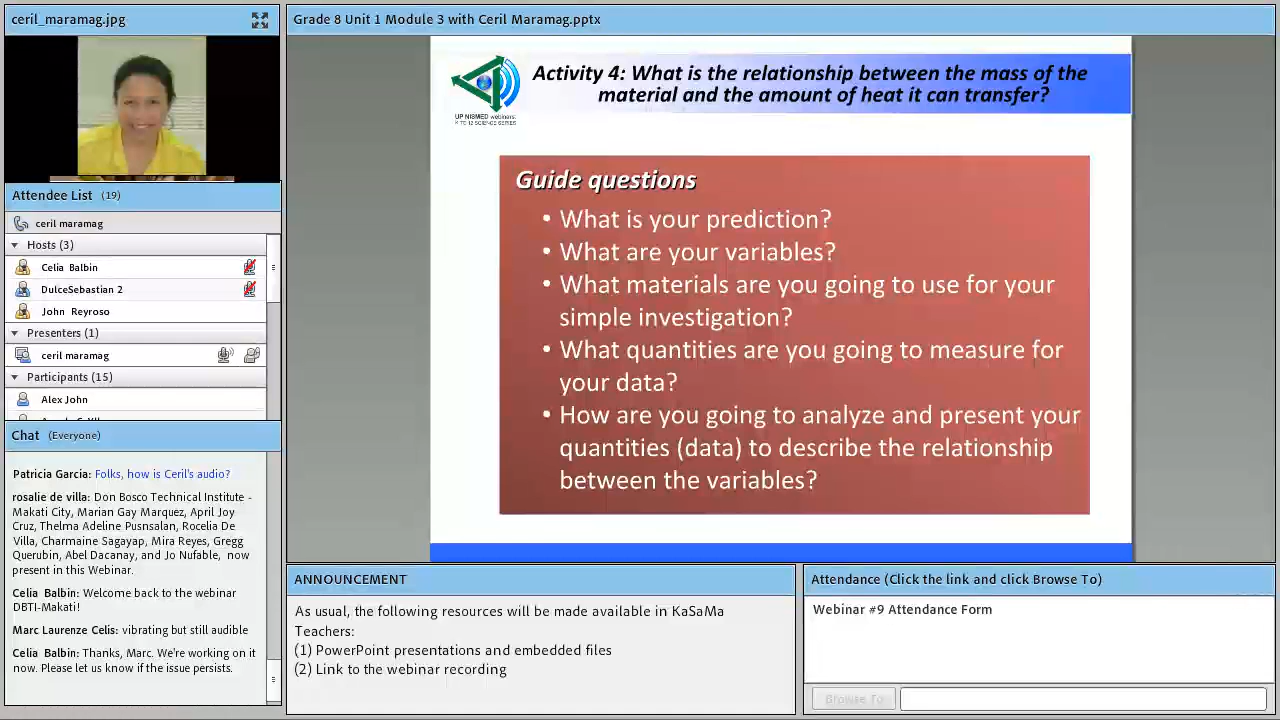 ceril_maramag.jpg
Attendee List (19)
ceril maramag
Hosts (3)
Celia Balbin
DulceSebastian 2
John Reyroso
Presenters (1)
ceril maramag
Participants (15)
Alex John
Chat (Everyone)
Patricia Garcia: Folks, how is Ceril's audio?
rosalie de villa: Don Bosco Technical Institute -
Makati City, Marian Gay Marquez, April Joy
Cruz, Thelma Adeline Pusnsalan, Rocelia De
Villa, Charmaine Sagayap, Mira Reyes, Gregg
Querubin, Abel Dacanay, and Jo Nufable, now
present in this Webinar.
Celia Balbin: Welcome back to the webinar
DBTI-Makati!
Marc Laurenze Celis: vibrating but still audible
Celia Balbin: Thanks, Marc. We're working on it
now. Please let us know if the issue persists.
Grade 8 Unit 1 Module 3 with Ceril Maramag.pptx
UP NISMED webinars:
K TO 12 SCIENCE SERIES
Activity 4: What is the relationship between the mass of the
material and the amount of heat it can transfer?
Guide questions
• What is your prediction?
• What are your variables?
• What materials are you going to use for your
simple investigation?
• What quantities are you going to measure for
your data?
• How are you going to analyze and present your
quantities (data) to describe the relationship
between the variables?
ANNOUNCEMENT
As usual, the following resources will be made available in KaSaMa
Teachers:
(1) PowerPoint presentations and embedded files
(2) Link to the webinar recording
Attendance (Click the link and click Browse To)
Webinar #9 Attendance Form
Browse To